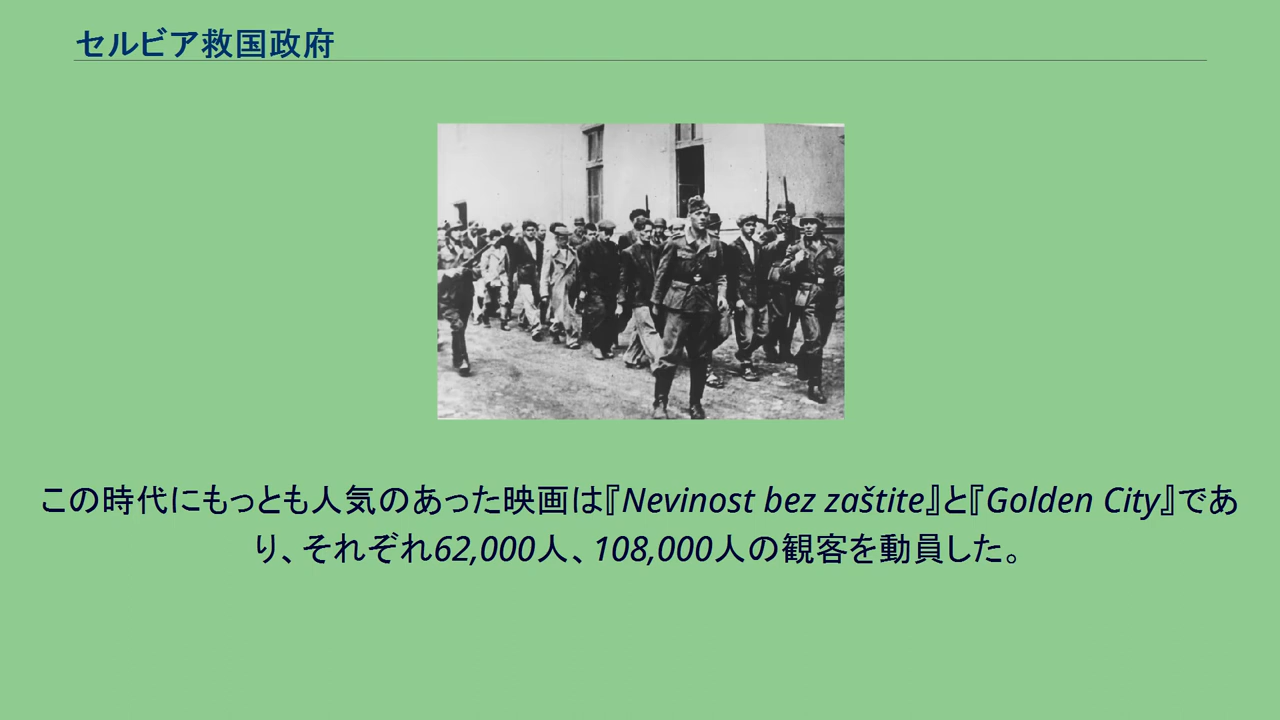 セルビア救国政府
この時代にもっとも人気のあった映画は『Nevinost bez zaštite』と『Golden City』であ
り、それぞれ62,000人、108,000人の観客を動員した。